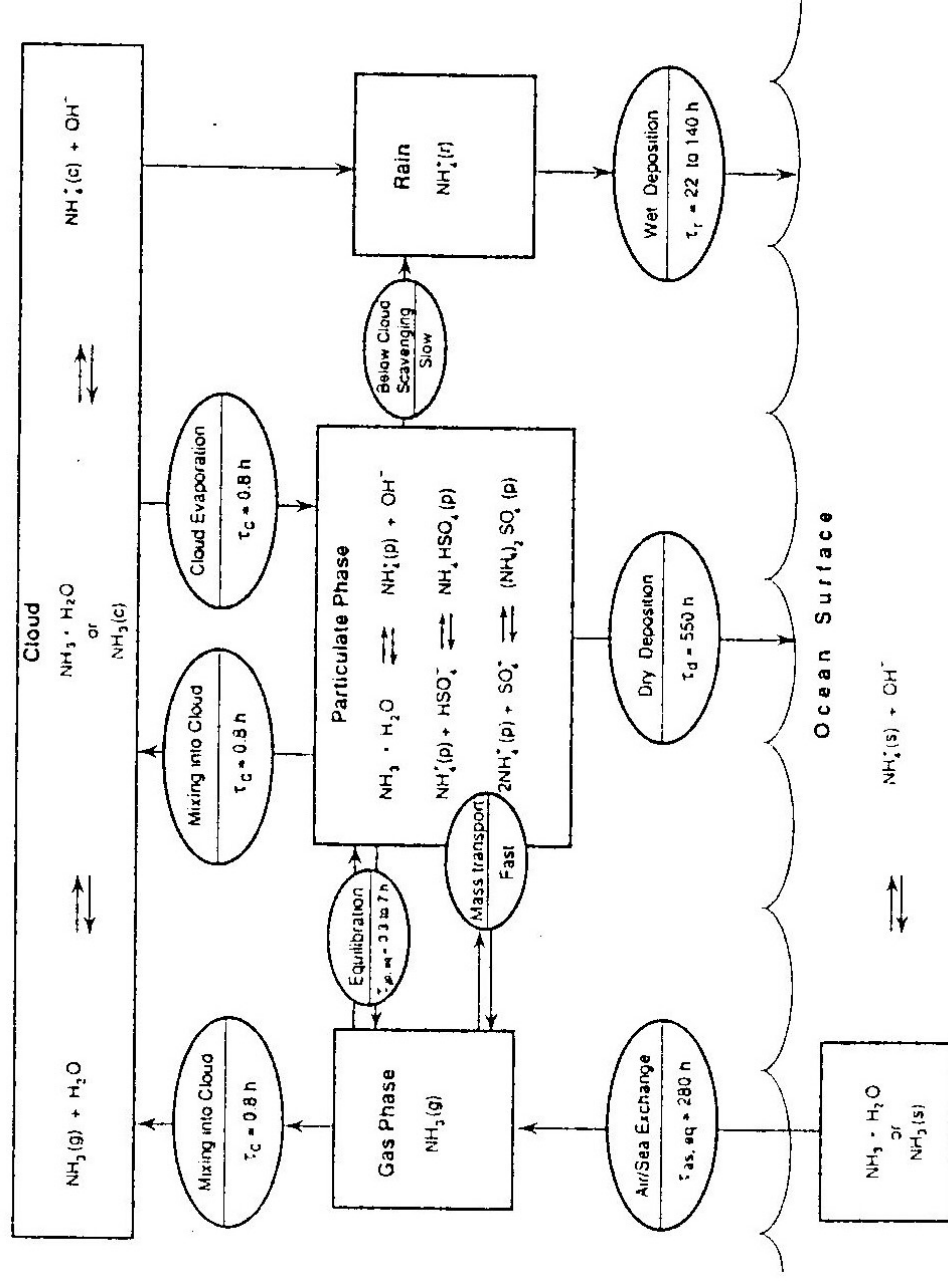 Cloud
NH₃(g) + H₂O
⇌
NH₃ · H₂O
or
NH₃(c)
⇌
NH₄⁺(c) + OH⁻
Mixing into Cloud
τc = 0.8 h
Mixing into Cloud
τc = 0.8 h
Cloud Evaporation
τc = 0.8 h
Gas Phase
NH₃(g)
Equilibration
Mass transport
Fast
Particulate Phase
NH₃ · H₂O ⇌ NH₄⁺(p) + OH⁻
NH₄⁺(p) + HSO₄⁻ ⇌ NH₄HSO₄(p)
2NH₄⁺(p) + SO₄⁼ ⇌ (NH₄)₂SO₄(p)
Below Cloud
Scavenging
Slow
Rain
NH₄⁺(r)
Air/Sea Exchange
τas, eq = 280 h
Dry Deposition
τd = 550 h
Wet Deposition
τr = 22 to 140 h
Ocean Surface
NH₃ · H₂O
or
NH₃(s)
⇌
NH₄⁺(s) + OH⁻